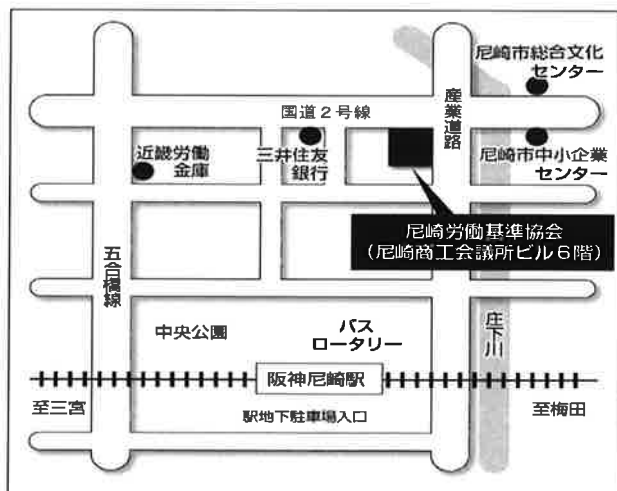 尼崎市総合文化
センター
国道2号線
産業道路
近畿労働
金庫
三井住友
銀行
尼崎市中小企業
センター
尼崎労働基準協会
(尼崎商工会議所ビル6階)
五合橋線
中央公園
バス
ロータリー
庄下川
阪神尼崎駅
至三宮
駅地下駐車場入口
至梅田